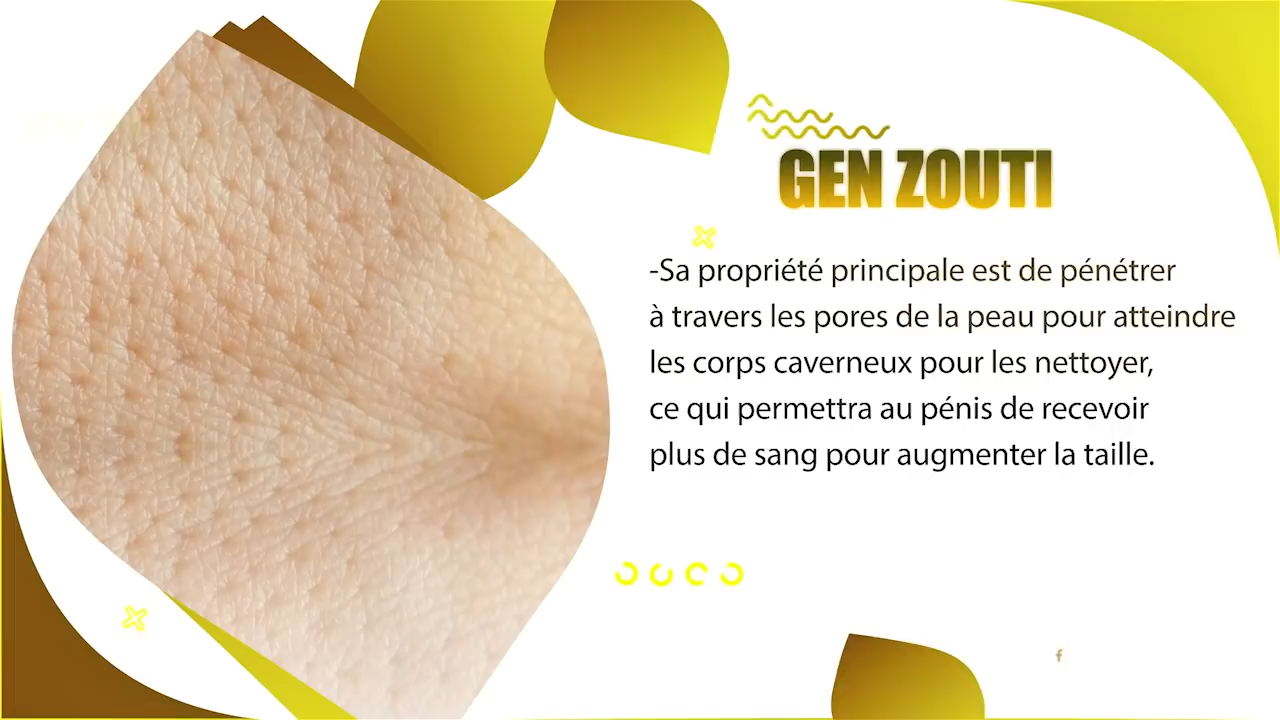 GEN ZOUTI
-Sa propriété principale est de pénétrer
à travers les pores de la peau pour atteindre
les corps caverneux pour les nettoyer,
ce qui permettra au pénis de recevoir
plus de sang pour augmenter la taille.